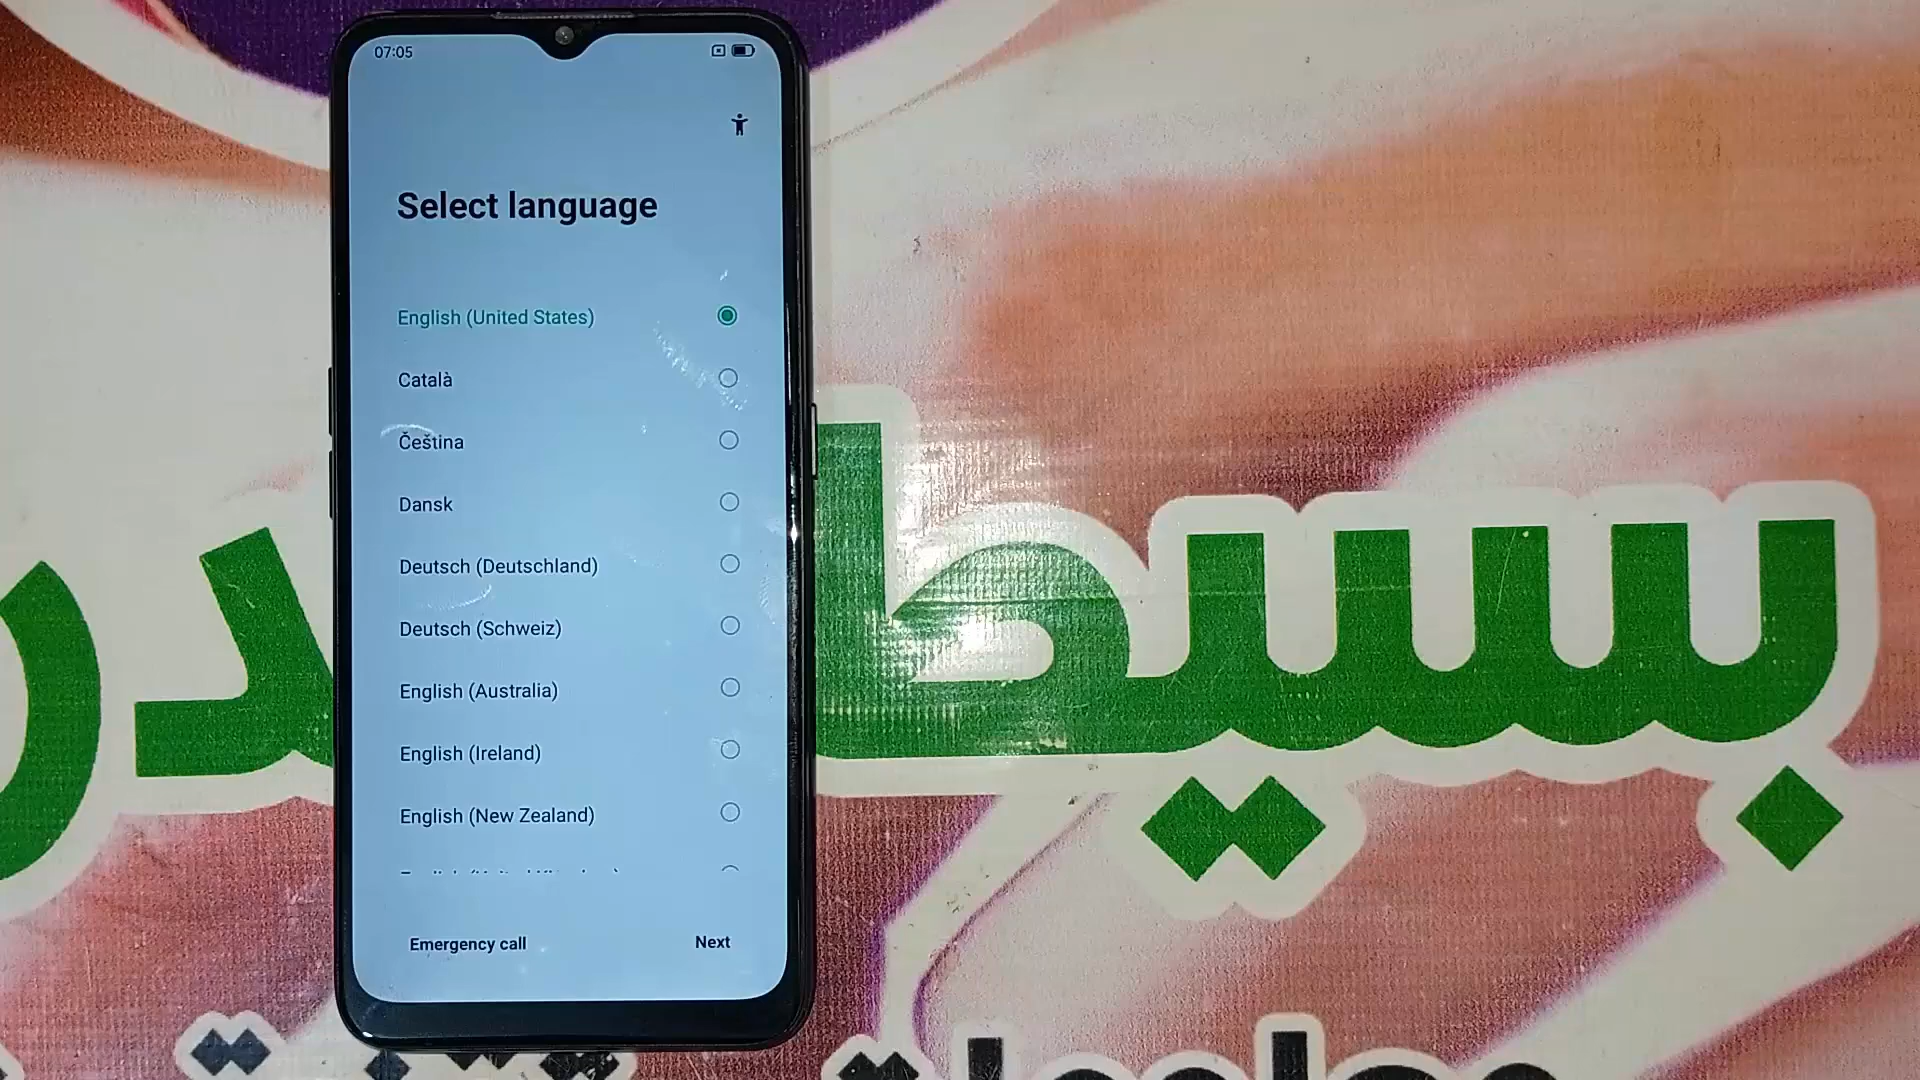 07:05
Select language
English (United States)
Català
Čeština
Dansk
Deutsch (Deutschland)
Deutsch (Schweiz)
English (Australia)
English (Ireland)
English (New Zealand)
Emergency call
Next
بسيط